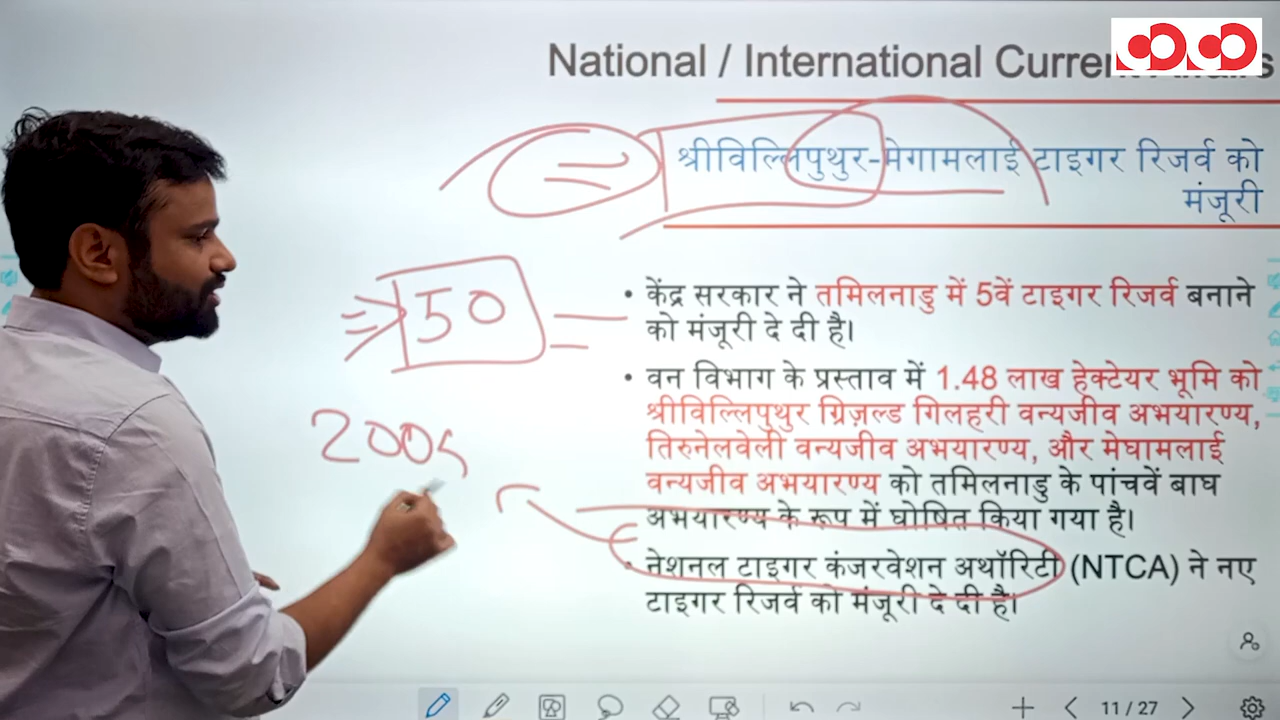 National / International Current Affairs
श्रीविल्लिपुथुर-मेगामलाई टाइगर रिजर्व को
मंजूरी
50
• केंद्र सरकार ने तमिलनाडु में 5वें टाइगर रिजर्व बनाने
को मंजूरी दे दी है।
• वन विभाग के प्रस्ताव में 1.48 लाख हेक्टेयर भूमि को
श्रीविल्लिपुथुर ग्रिज़ल्ड गिलहरी वन्यजीव अभयारण्य,
तिरुनेलवेली वन्यजीव अभयारण्य, और मेघामलाई
वन्यजीव अभयारण्य को तमिलनाडु के पांचवें बाघ
अभयारण्य के रूप में घोषित किया गया है।
2005
• नेशनल टाइगर कंजरवेशन अथॉरिटी (NTCA) ने नए
टाइगर रिजर्व को मंजूरी दे दी है।
11 / 27